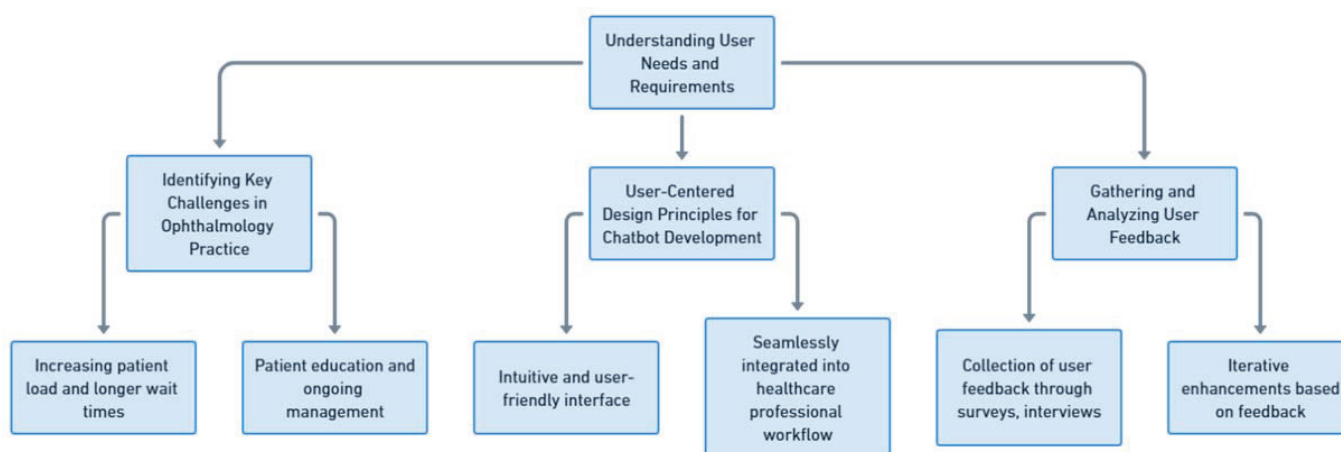 Understanding User
Needs and
Requirements
Identifying Key
Challenges in
Ophthalmology
Practice
User-Centered
Design Principles for
Chatbot Development
Gathering and
Analyzing User
Feedback
Increasing patient
load and longer wait
times
Patient education and
ongoing
management
Intuitive and user-
friendly interface
Seamlessly
integrated into
healthcare
professional
workflow
Collection of user
feedback through
surveys, interviews
Iterative
enhancements based
on feedback